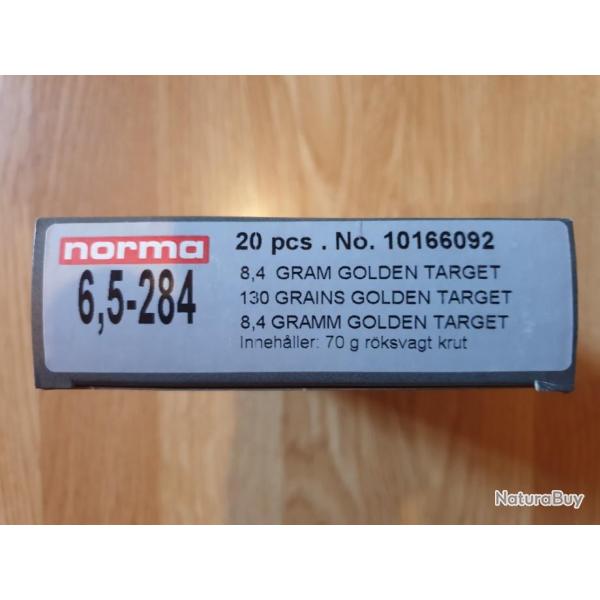 norma
6,5-284
20 pcs . No. 10166092
8,4 GRAM GOLDEN TARGET
130 GRAINS GOLDEN TARGET
8,4 GRAMM GOLDEN TARGET
Innehåller: 70 g röksvagt krut
NaturaBuy